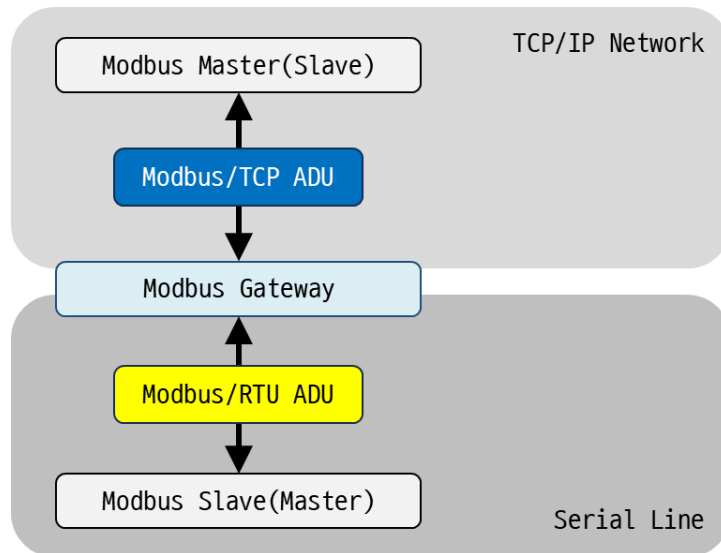 TCP/IP Network
Modbus Master(Slave)
Modbus/TCP ADU
Modbus Gateway
Modbus/RTU ADU
Modbus Slave(Master)
Serial Line